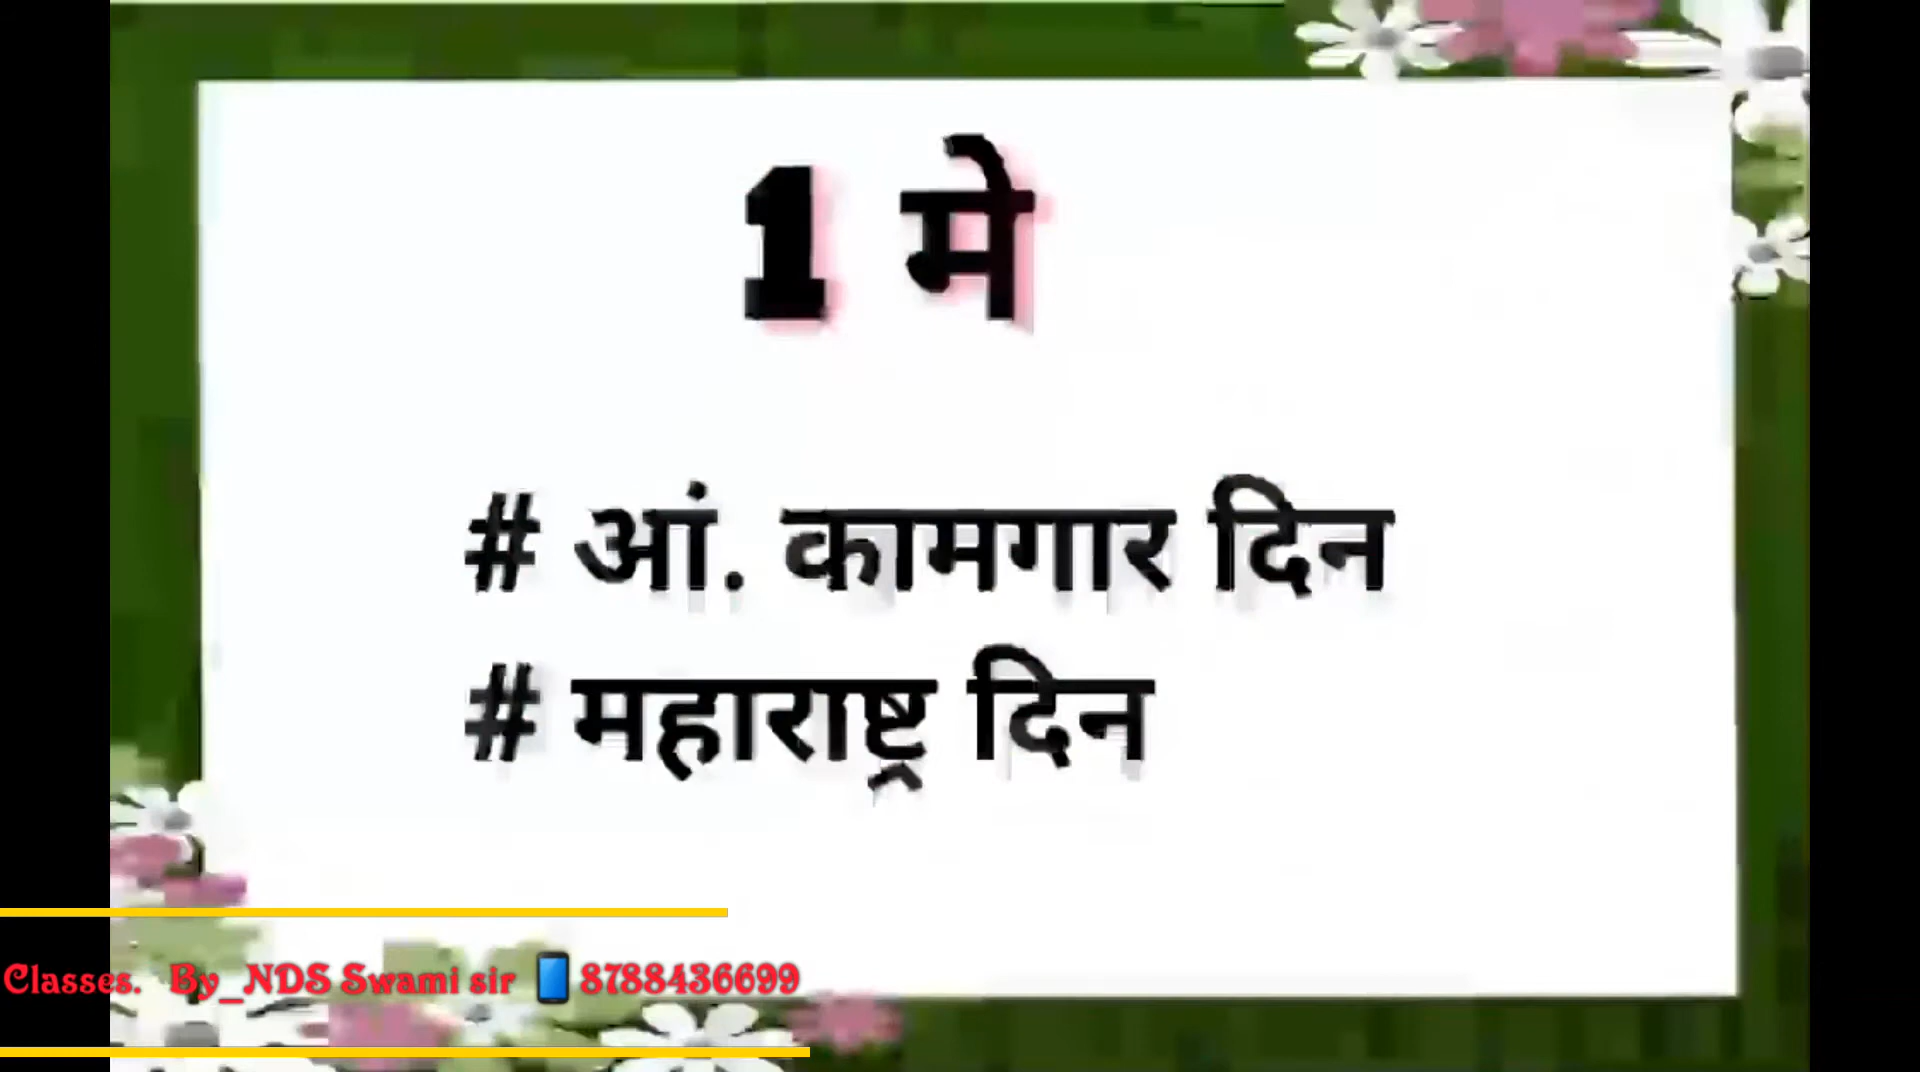 1 मे
# आं. कामगार दिन
# महाराष्ट्र दिन
Classes. By_NDS Swami sir 📱8788436699